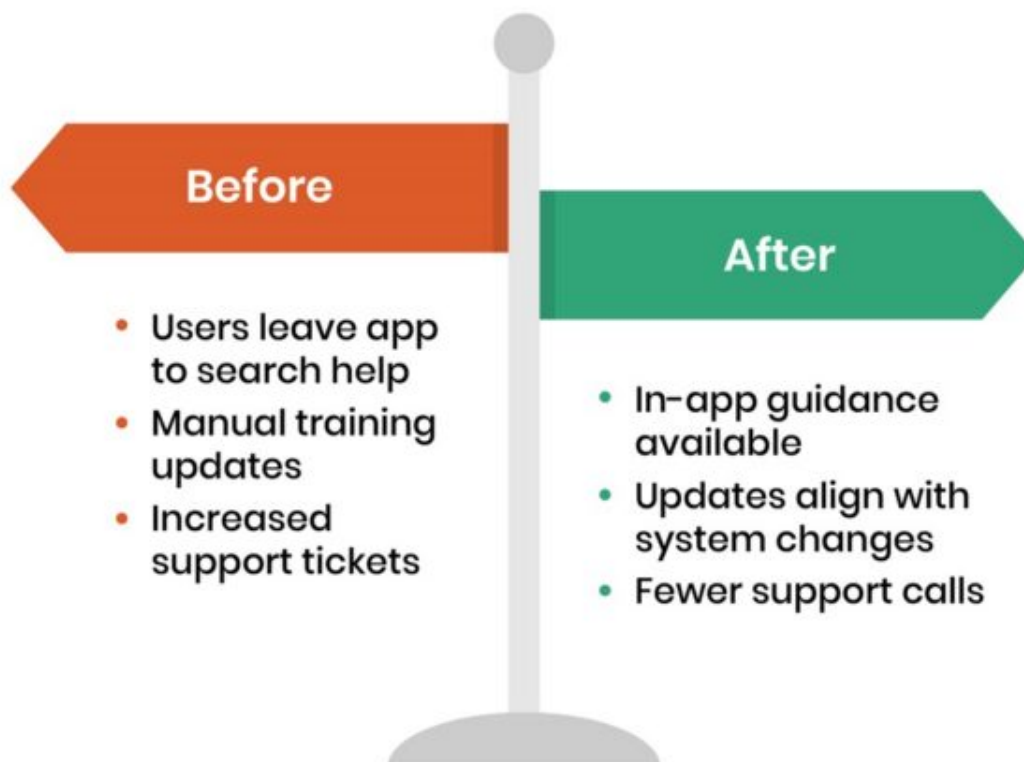 Before
Users leave app
to search help
Manual training
updates
Increased
support tickets
After
In-app guidance
available
Updates align with
system changes
Fewer support calls